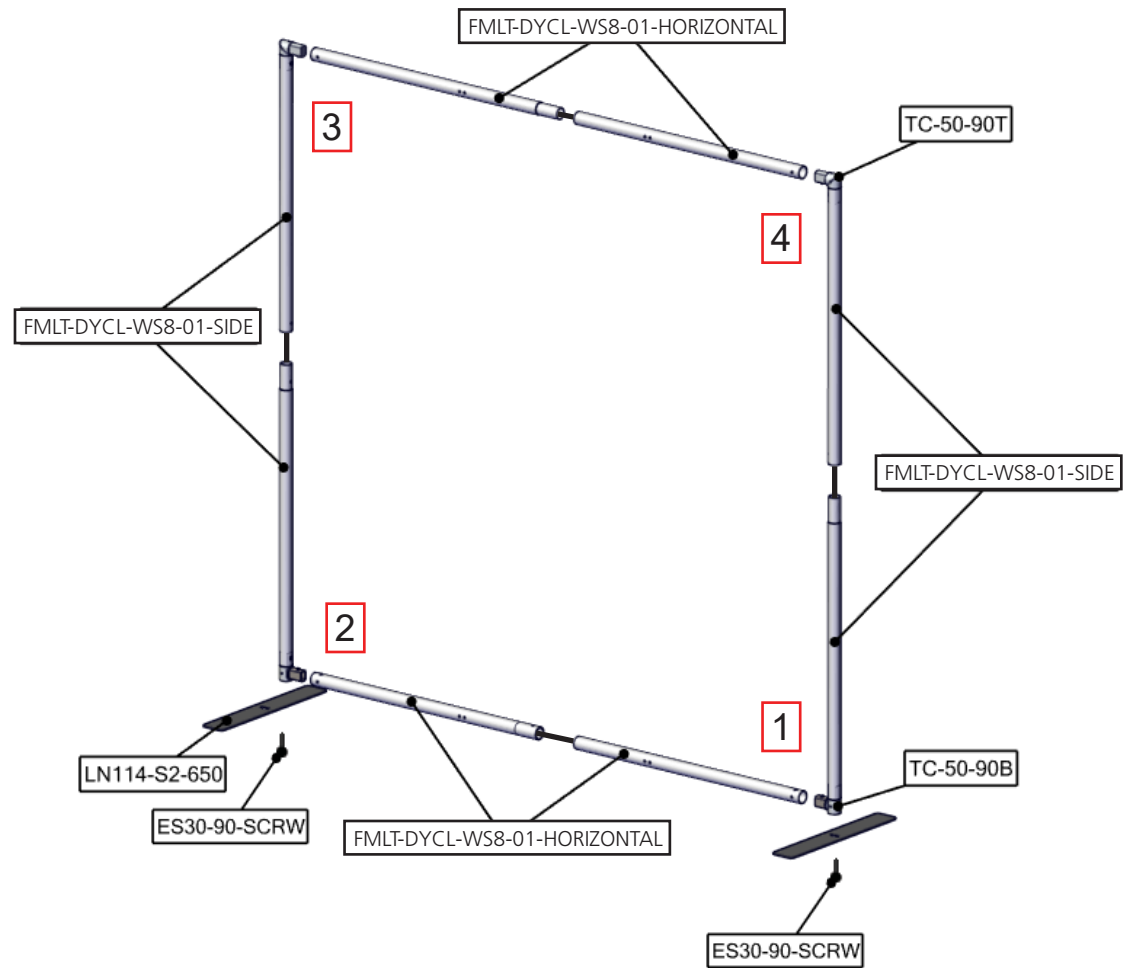 FMLT-DYCL-WS8-01-HORIZONTAL
3
TC-50-90T
4
FMLT-DYCL-WS8-01-SIDE
FMLT-DYCL-WS8-01-SIDE
2
1
LN114-S2-650
TC-50-90B
ES30-90-SCRW
FMLT-DYCL-WS8-01-HORIZONTAL
ES30-90-SCRW